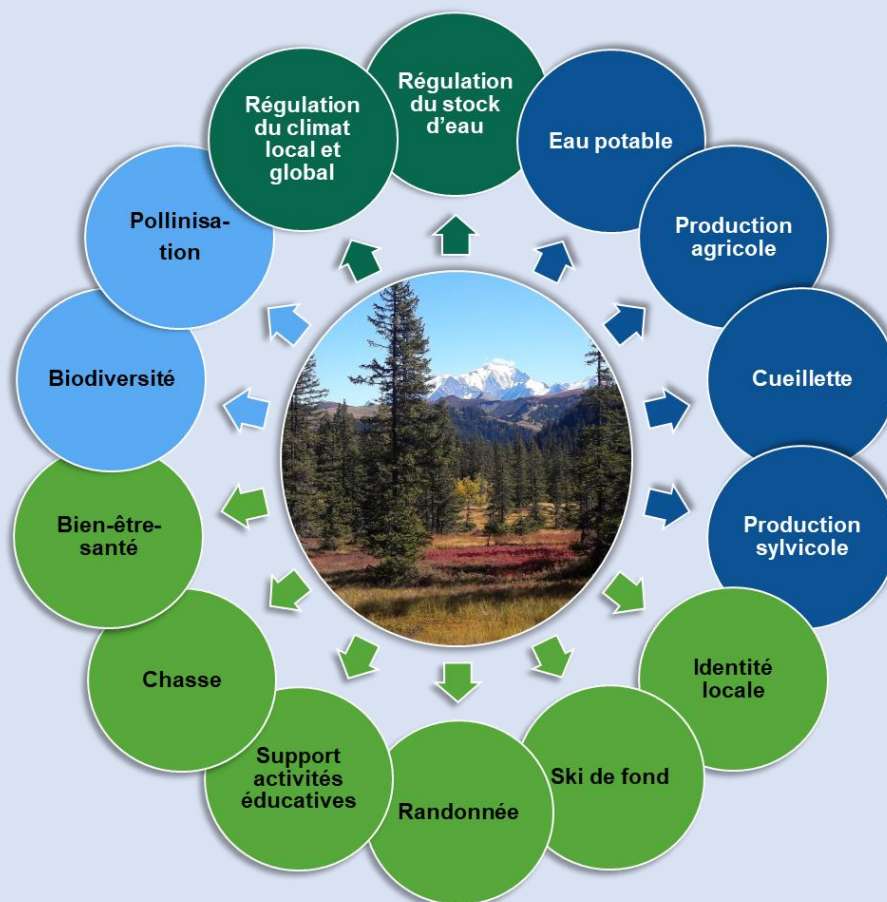 Régulation
du stock
d'eau
Eau potable
Production
agricole
Cueillette
Production
sylvicole
Identité
locale
Ski de fond
Randonnée
Support
activités
éducatives
Chasse
Bien-être-
santé
Biodiversité
Pollinisa-
tion
Régulation
du climat
local et
global